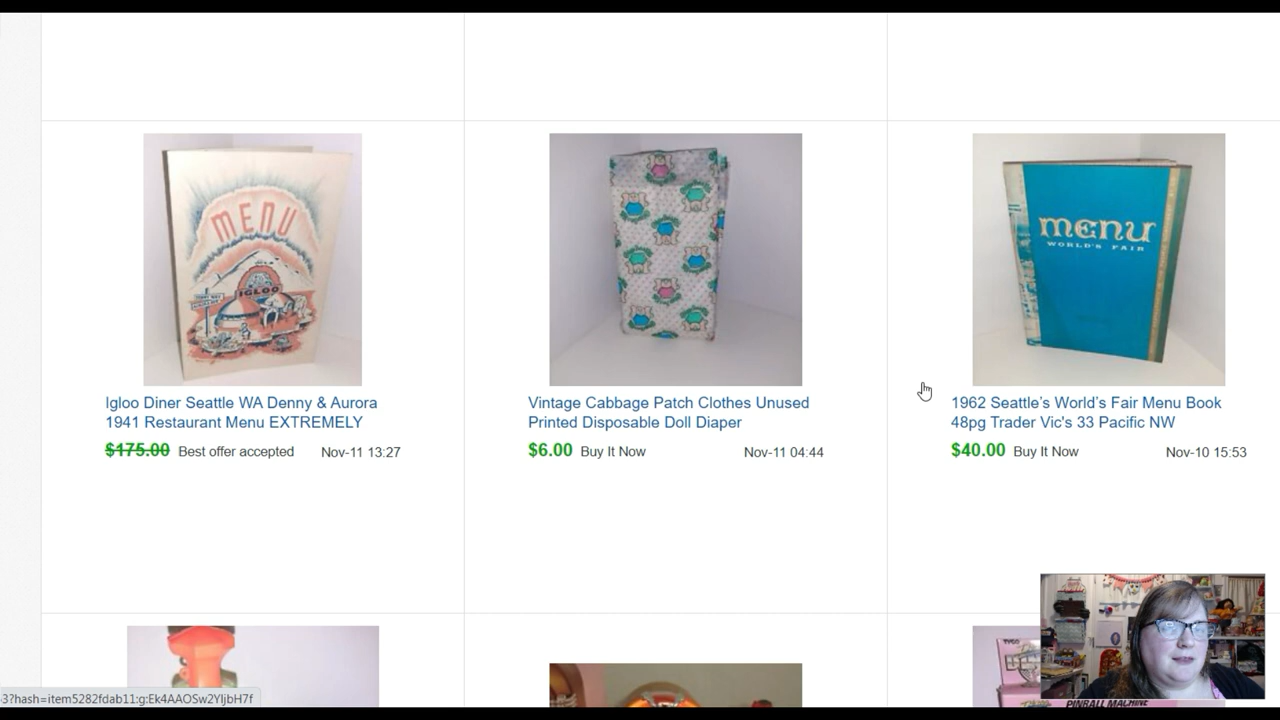 MENU
IGLOO
menu
WORLD'S FAIR
Igloo Diner Seattle WA Denny & Aurora
1941 Restaurant Menu EXTREMELY
$175.00 Best offer accepted Nov-11 13:27
Vintage Cabbage Patch Clothes Unused
Printed Disposable Doll Diaper
$6.00 Buy It Now Nov-11 04:44
1962 Seattle's World's Fair Menu Book
48pg Trader Vic's 33 Pacific NW
$40.00 Buy It Now Nov-10 15:53
TYCO
PINBALL MACHINE
-3?hash=item5282fdab11:g:Ek4AAOSw2YIjbH7f